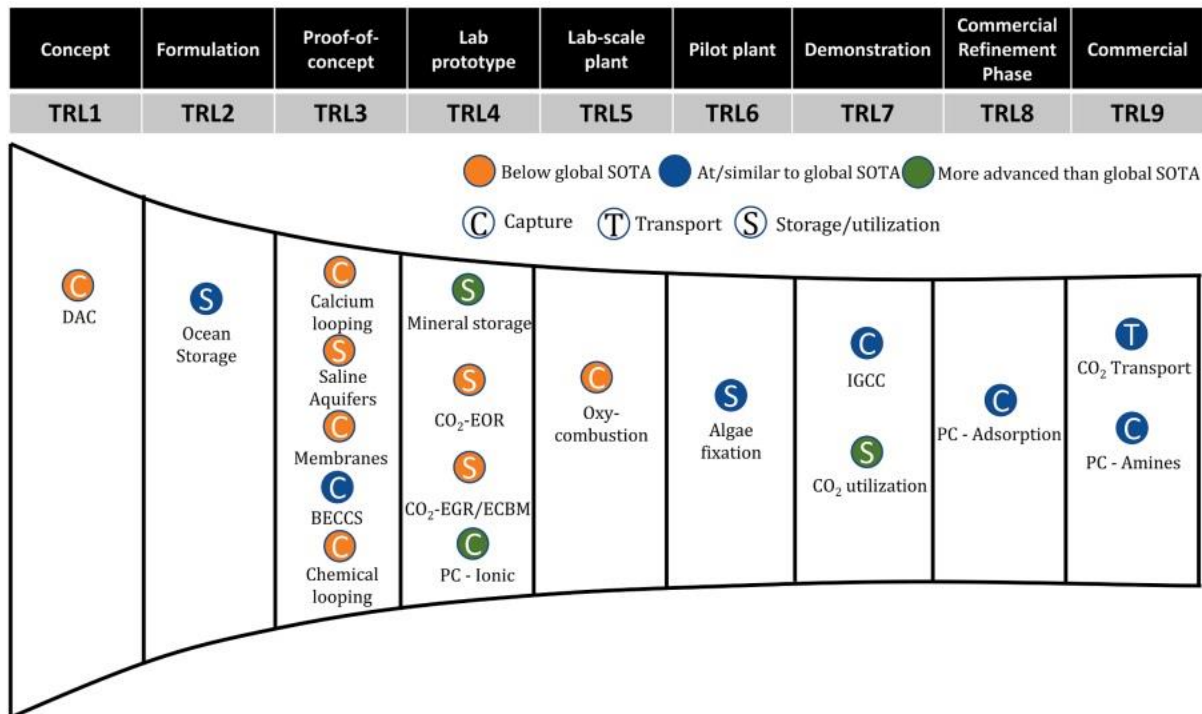 Concept
Formulation
Proof-of-
concept
Lab
prototype
Lab-scale
plant
Pilot plant
Demonstration
Commercial
Refinement
Phase
Commercial
TRL1
TRL2
TRL3
TRL4
TRL5
TRL6
TRL7
TRL8
TRL9
Below global SOTA
At/similar to global SOTA
More advanced than global SOTA
C Capture
T Transport
S Storage/utilization
C
DAC
S
Ocean
Storage
C
Calcium
looping
S
Saline
Aquifers
C
Membranes
C
BECCS
C
Chemical
looping
S
Mineral storage
S
CO₂-EOR
S
CO₂-EGR/ECBM
C
PC - Ionic
C
Oxy-
combustion
S
Algae
fixation
C
IGCC
S
CO₂ utilization
C
PC - Adsorption
T
CO₂ Transport
C
PC - Amines